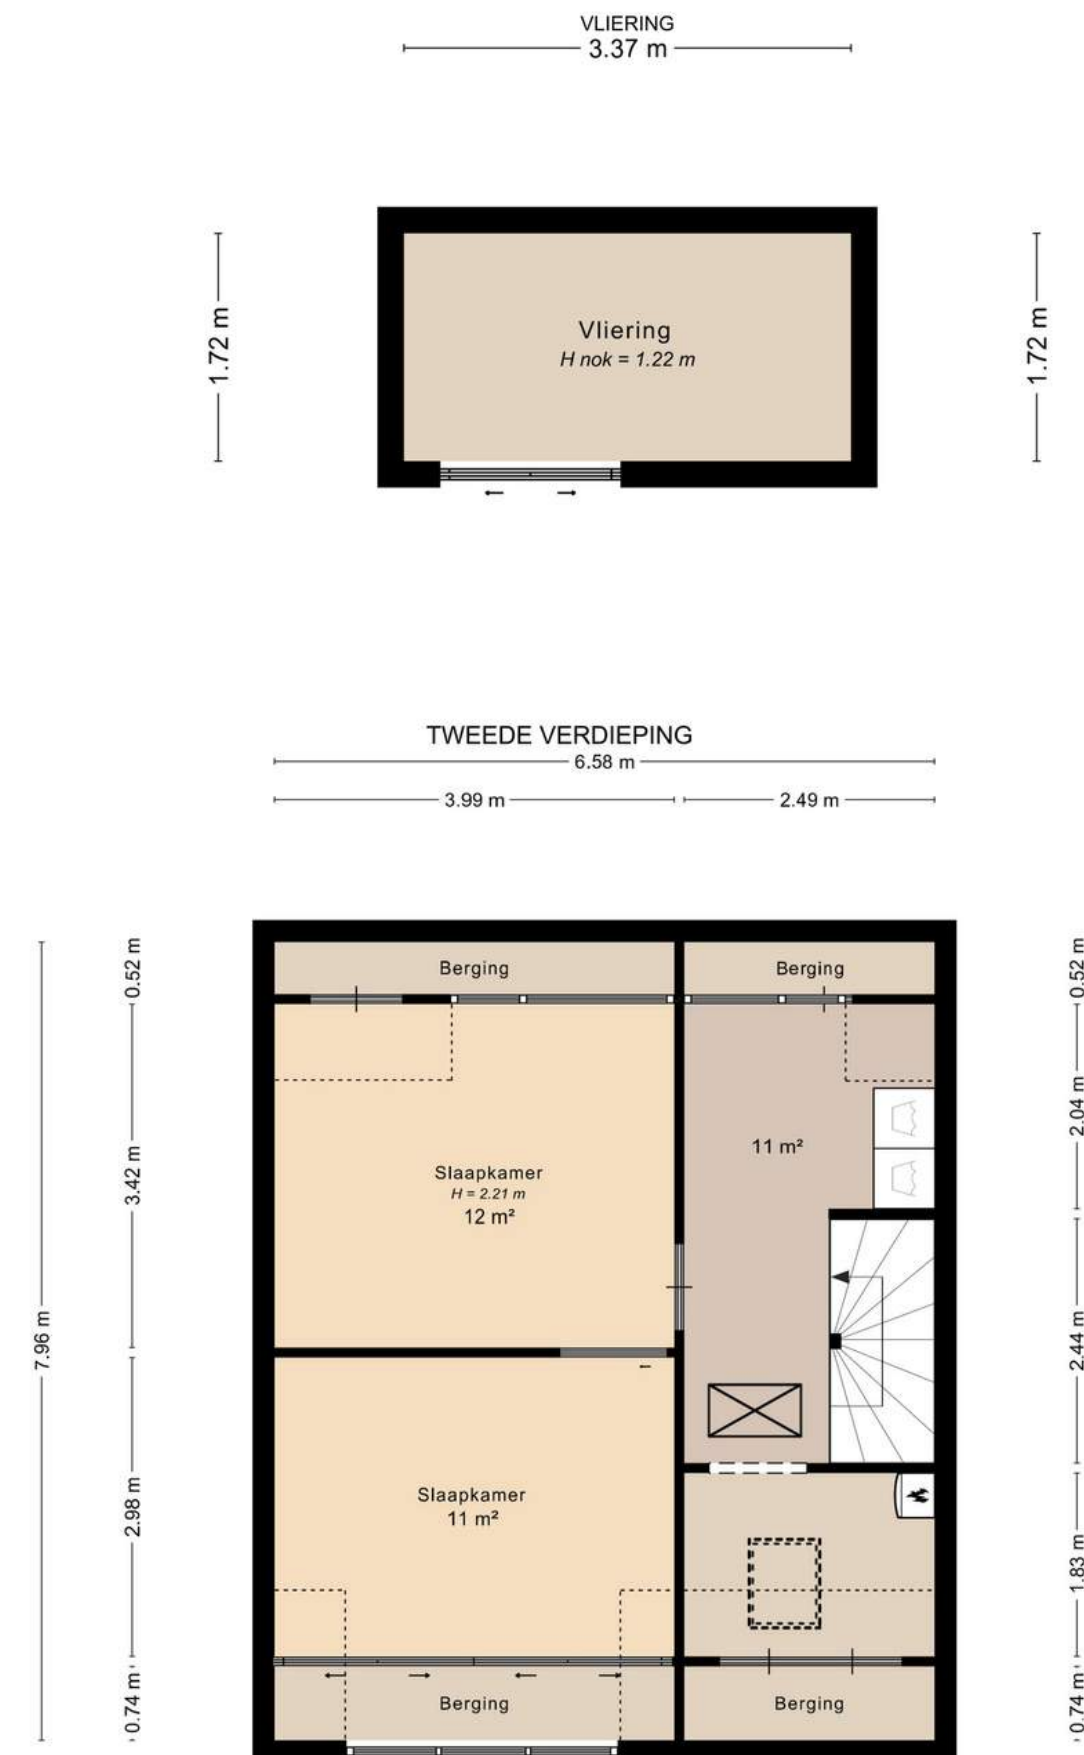 VLIERING
3.37 m
1.72 m
1.72 m
Vliering
H nok = 1.22 m
TWEEDE VERDIEPING
6.58 m
3.99 m
2.49 m
0.52 m
Berging
Berging
0.52 m
2.04 m
11 m²
3.42 m
Slaapkamer
H = 2.21 m
12 m²
7.96 m
2.44 m
Slaapkamer
11 m²
2.98 m
1.83 m
0.74 m
Berging
Berging
0.74 m